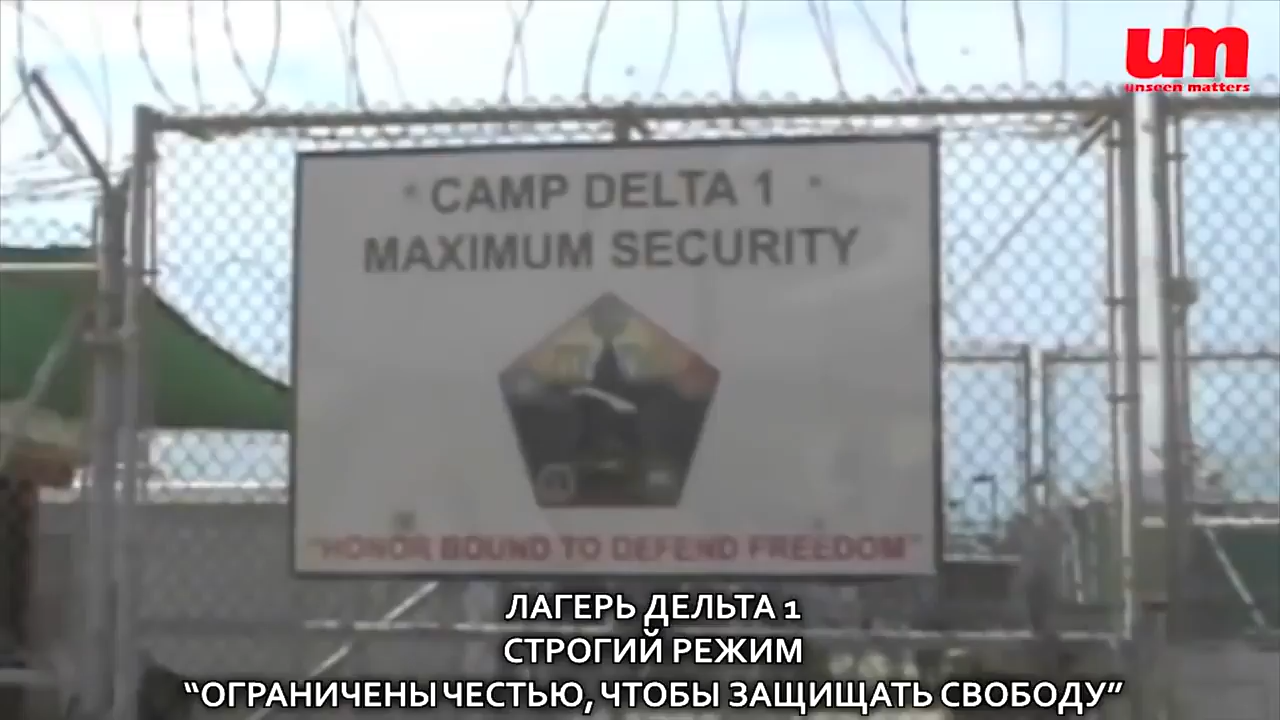 um
unseen matters
* CAMP DELTA 1 *
MAXIMUM SECURITY
"HONOR BOUND TO DEFEND FREEDOM"
ЛАГЕРЬ ДЕЛЬТА 1
СТРОГИЙ РЕЖИМ
“ОГРАНИЧЕНЫ ЧЕСТЬЮ, ЧТОБЫ ЗАЩИЩАТЬ СВОБОДУ”